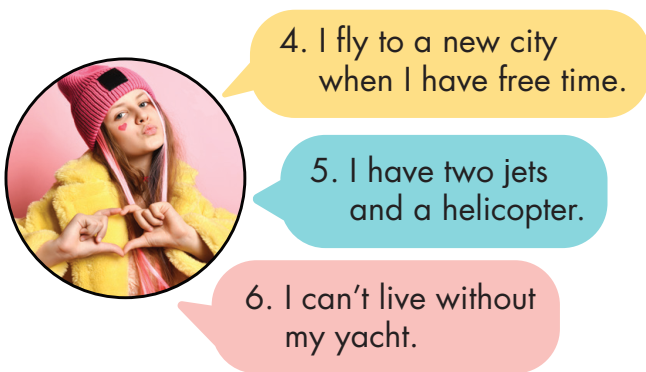 4. I fly to a new city
when I have free time.
5. I have two jets
and a helicopter.
6. I can't live without
my yacht.